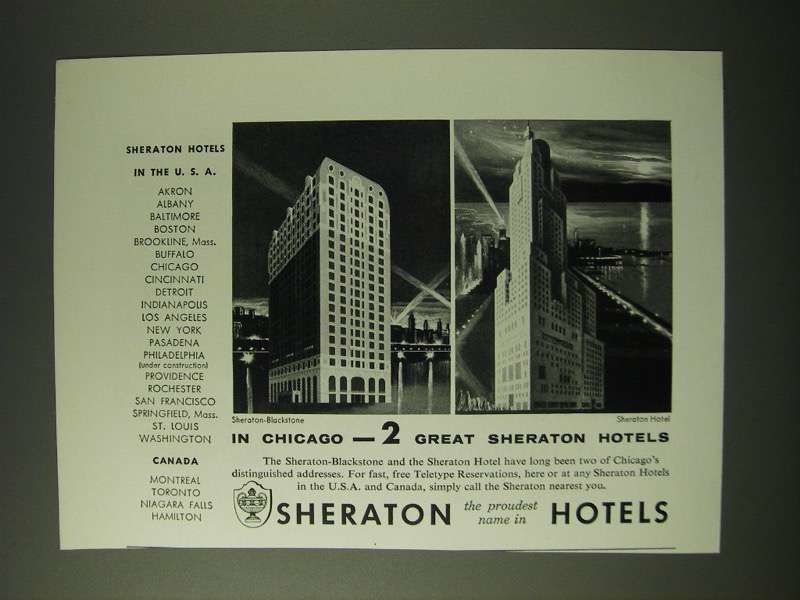 SHERATON HOTELS
IN THE U. S. A.
AKRON
ALBANY
BALTIMORE
BOSTON
BROOKLINE, Mass.
BUFFALO
CHICAGO
CINCINNATI
DETROIT
INDIANAPOLIS
LOS ANGELES
NEW YORK
PASADENA
PHILADELPHIA
(under construction)
PROVIDENCE
ROCHESTER
SAN FRANCISCO
SPRINGFIELD, Mass.
ST. LOUIS
WASHINGTON
CANADA
MONTREAL
TORONTO
NIAGARA FALLS
HAMILTON
Sheraton-Blackstone
Sheraton Hotel
IN CHICAGO — 2 GREAT SHERATON HOTELS
The Sheraton-Blackstone and the Sheraton Hotel have long been two of Chicago's
distinguished addresses. For fast, free Teletype Reservations, here or at any Sheraton Hotels
in the U.S.A. and Canada, simply call the Sheraton nearest you.
SHERATON the proudest name in HOTELS